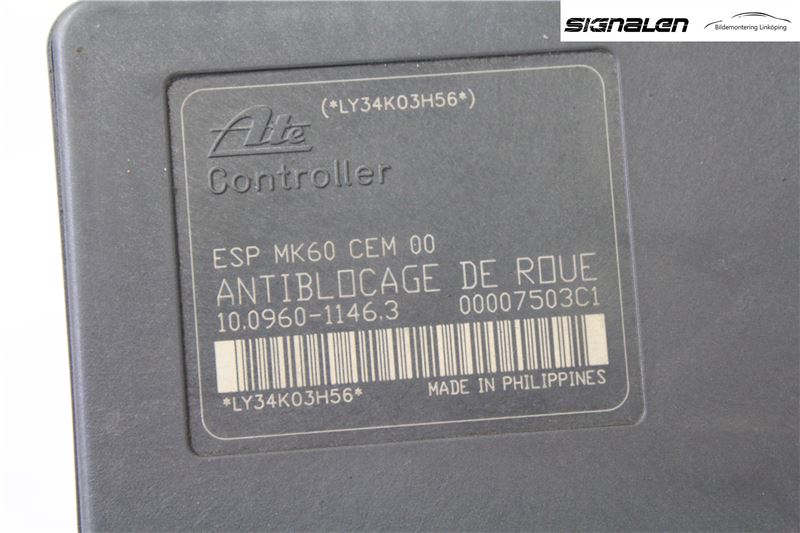 SIGNALEN
Bildemontering Linköping
(*LY34K03H56*)
Ate
Controller
ESP MK60 CEM 00
ANTIBLOCAGE DE ROUE
10.0960-1146.3 00007503C1
*LY34K03H56* MADE IN PHILIPPINES